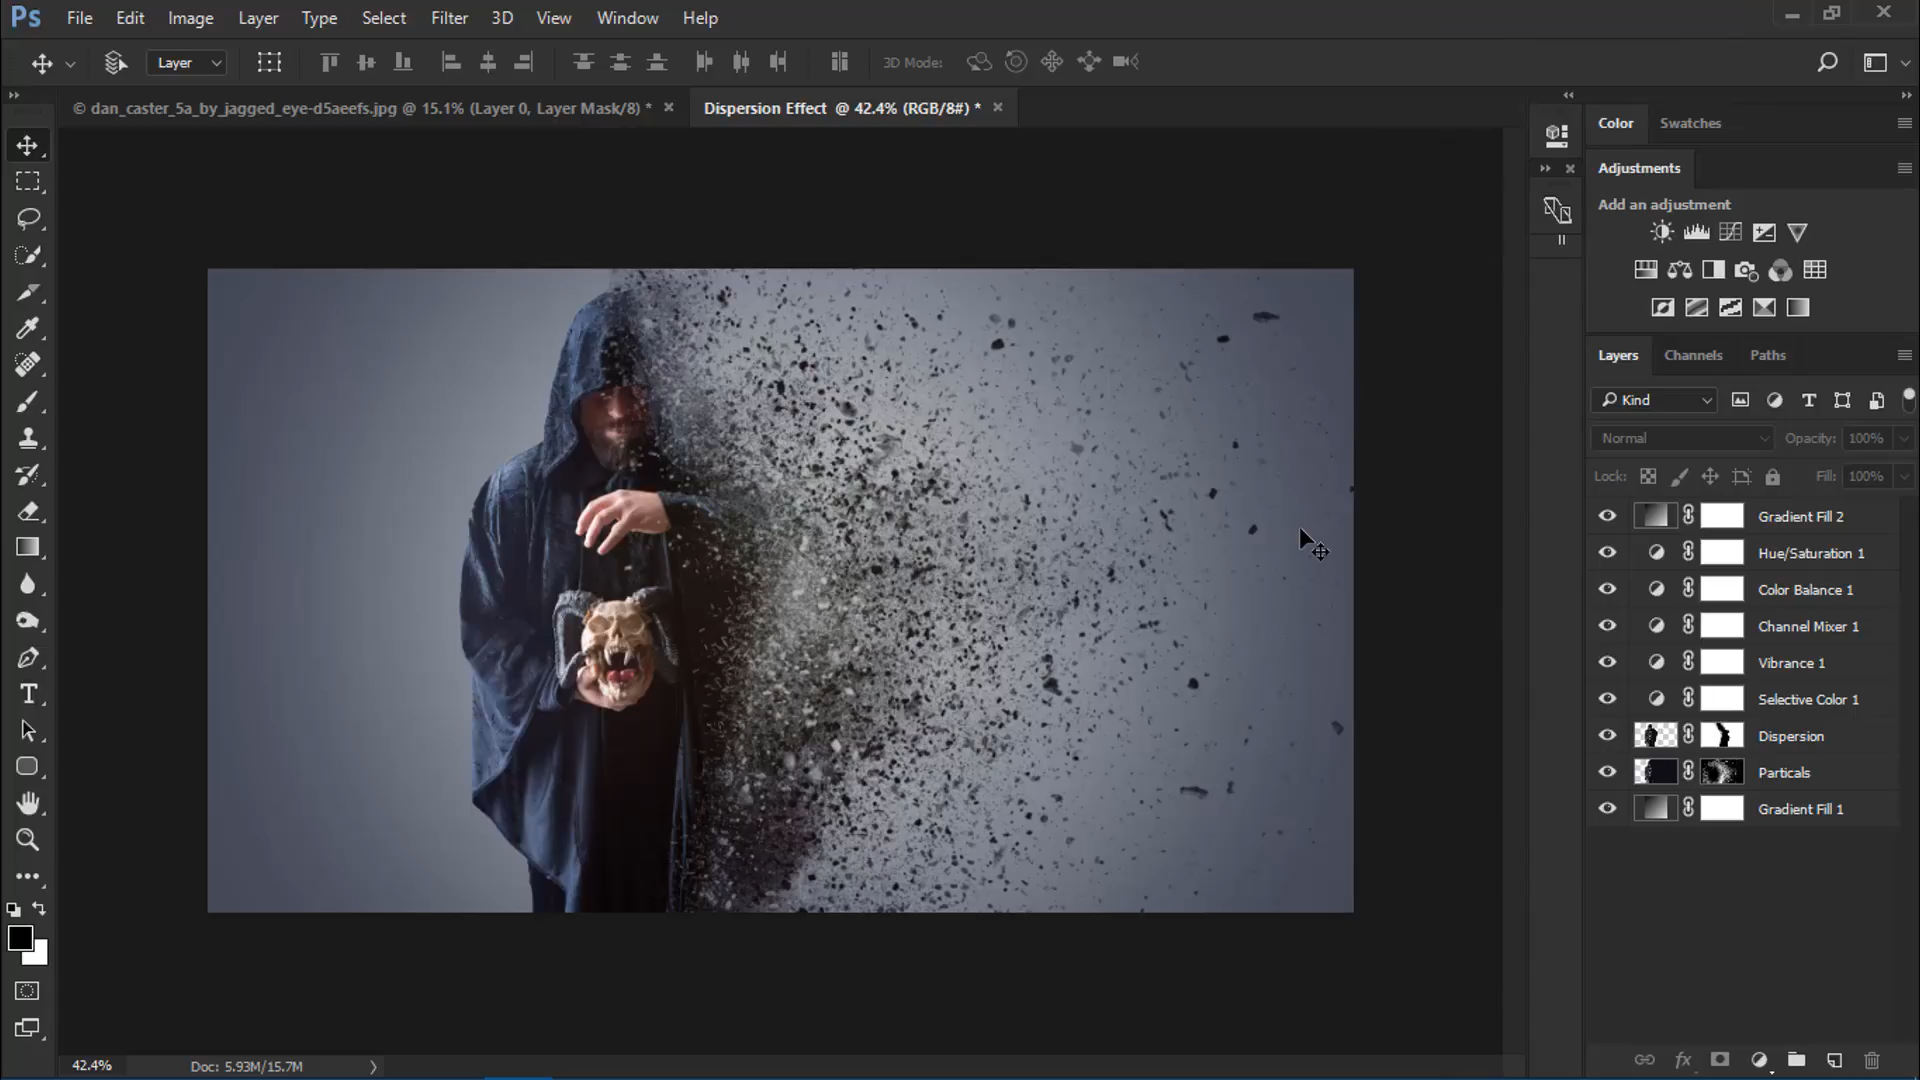 Ps File Edit Image Layer Type Select Filter 3D View Window Help
Layer 3D Mode:
© dan_caster_5a_by_jagged_eye-d5aeefs.jpg @ 15.1% (Layer 0, Layer Mask/8) * Dispersion Effect @ 42.4% (RGB/8#) *
Color Swatches
Adjustments
Add an adjustment
Layers Channels Paths
Kind
Normal Opacity: 100%
Lock: Fill: 100%
Gradient Fill 2
Hue/Saturation 1
Color Balance 1
Channel Mixer 1
Vibrance 1
Selective Color 1
Dispersion
Particals
Gradient Fill 1
42.4% Doc: 5.93M/15.7M